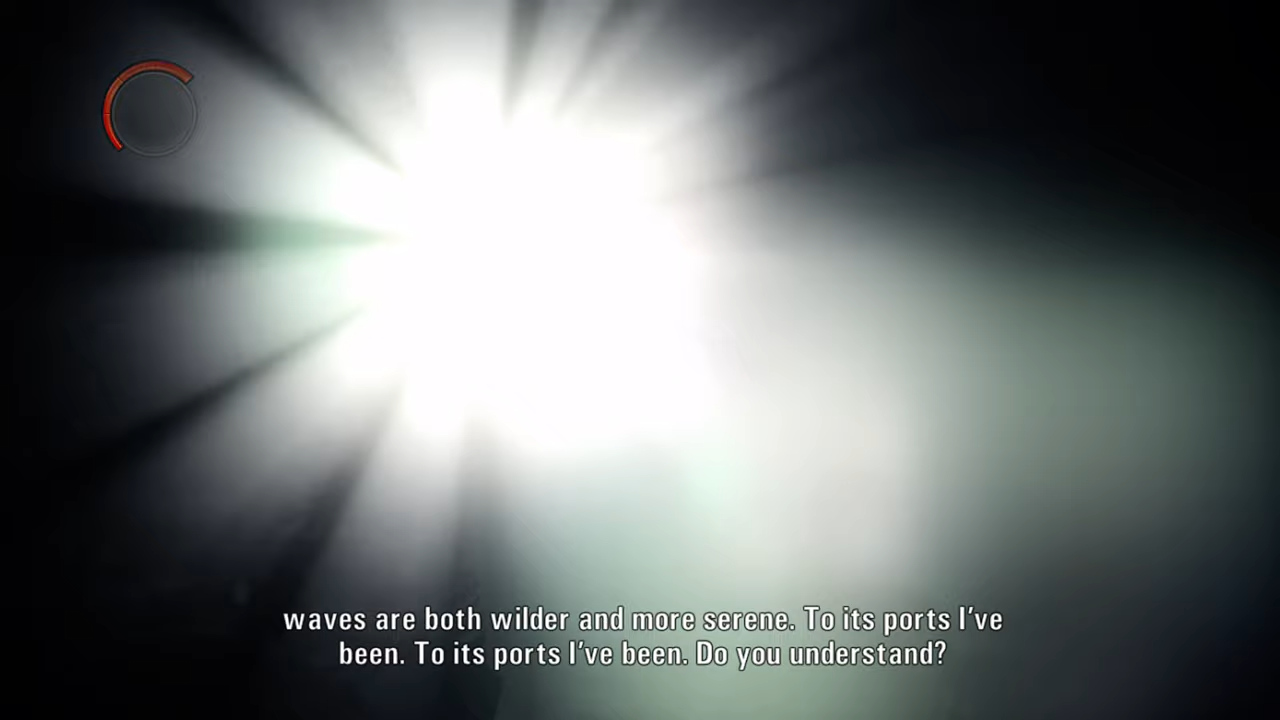 waves are both wilder and more serene. To its ports I've
been. To its ports I've been. Do you understand?